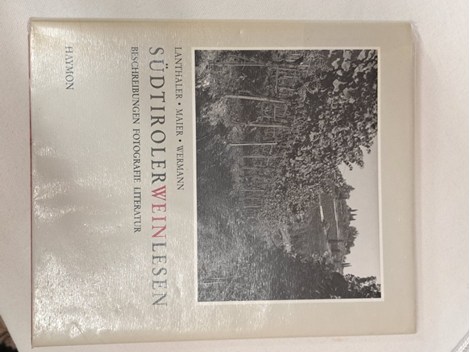 LANTHALER • MAIER • WERMANN
SÜDTIROLERWEINLESEN
BESCHREIBUNGEN FOTOGRAFIE LITERATUR
HAYMON